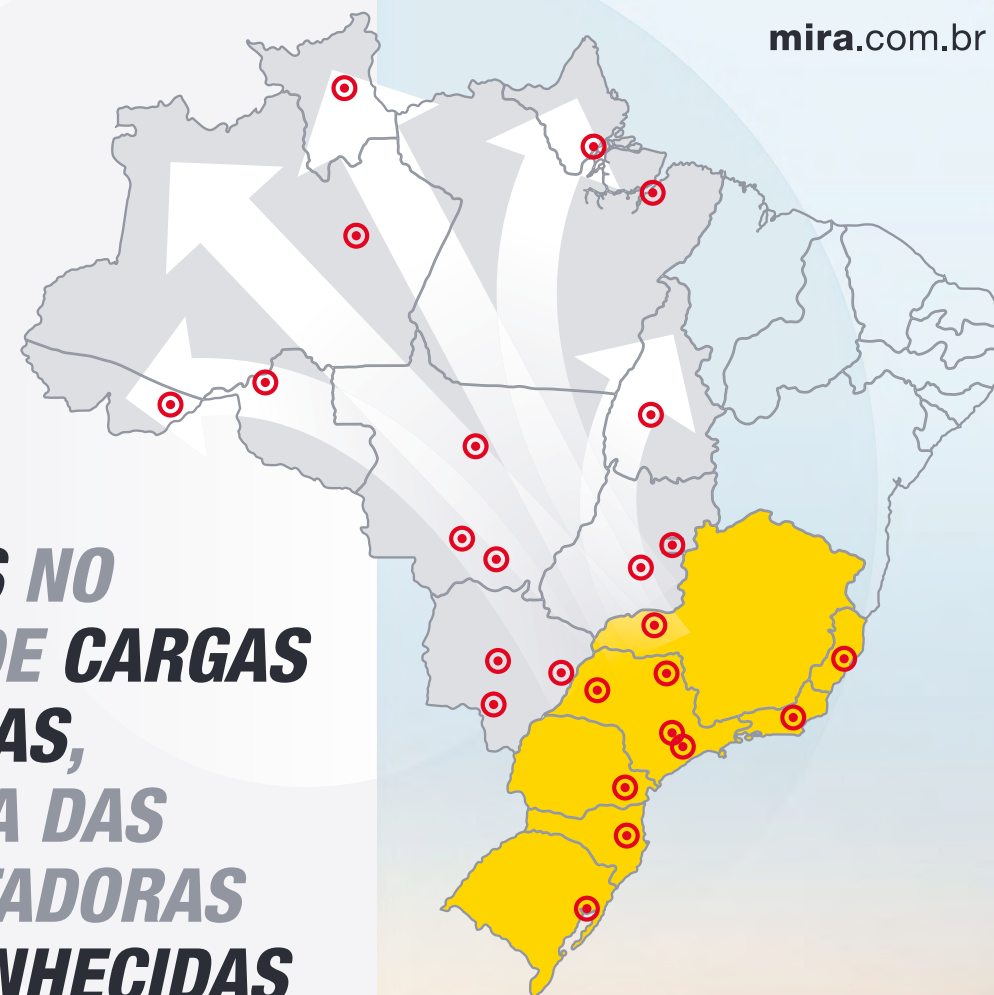 mira.com.br
NO
DE CARGAS
AS,
A DAS
TADORAS
NHECIDAS